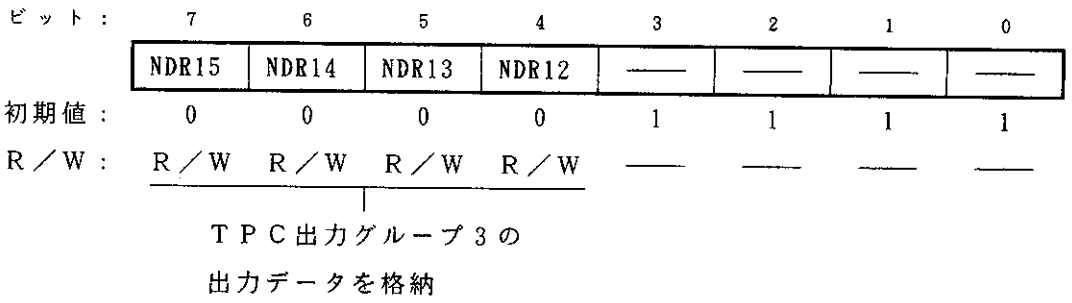 ビット： 7 6 5 4 3 2 1 0
NDR15 NDR14 NDR13 NDR12 ― ― ― ―
初期値： 0 0 0 0 1 1 1 1
R／W： R／W R／W R／W R／W ― ― ― ―
TPC出力グループ3の
出力データを格納